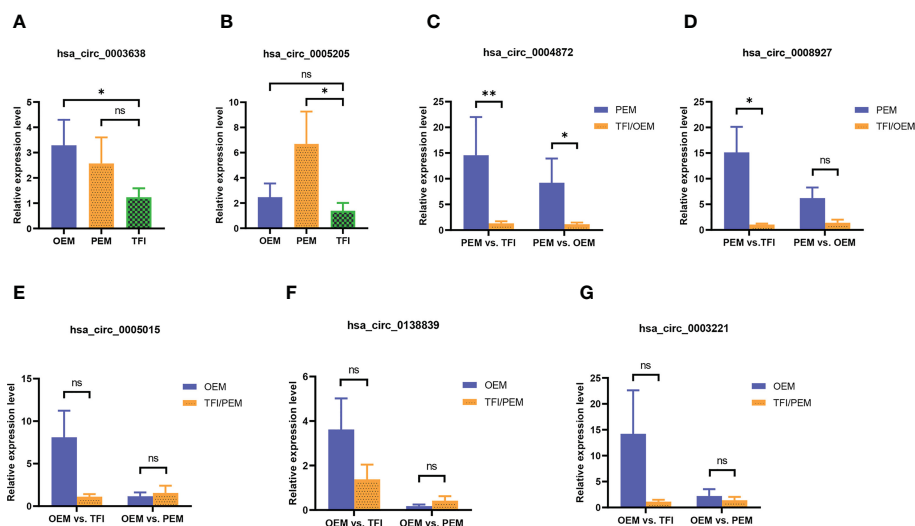 A
hsa_circ_0003638
Relative expression level
5
4
3
2
1
0
*
ns
OEM PEM TFI
B
hsa_circ_0005205
Relative expression level
10
8
6
4
2
0
ns
*
OEM PEM TFI
C
hsa_circ_0004872
Relative expression level
25
20
15
10
5
0
**
*
PEM
TFI/OEM
PEM vs. TFI PEM vs. OEM
D
hsa_circ_0008927
Relative expression level
25
20
15
10
5
0
*
ns
PEM
TFI/OEM
PEM vs.TFI PEM vs. OEM
E
hsa_circ_0005015
Relative expression level
15
10
5
0
ns
ns
OEM
TFI/PEM
OEM vs. TFI OEM vs. PEM
F
hsa_circ_0138839
Relative expression level
6
4
2
0
ns
ns
OEM
TFI/PEM
OEM vs. TFI OEM vs. PEM
G
hsa_circ_0003221
Relative expression level
25
20
15
10
5
0
ns
ns
OEM
TFI/PEM
OEM vs. TFI OEM vs. PEM